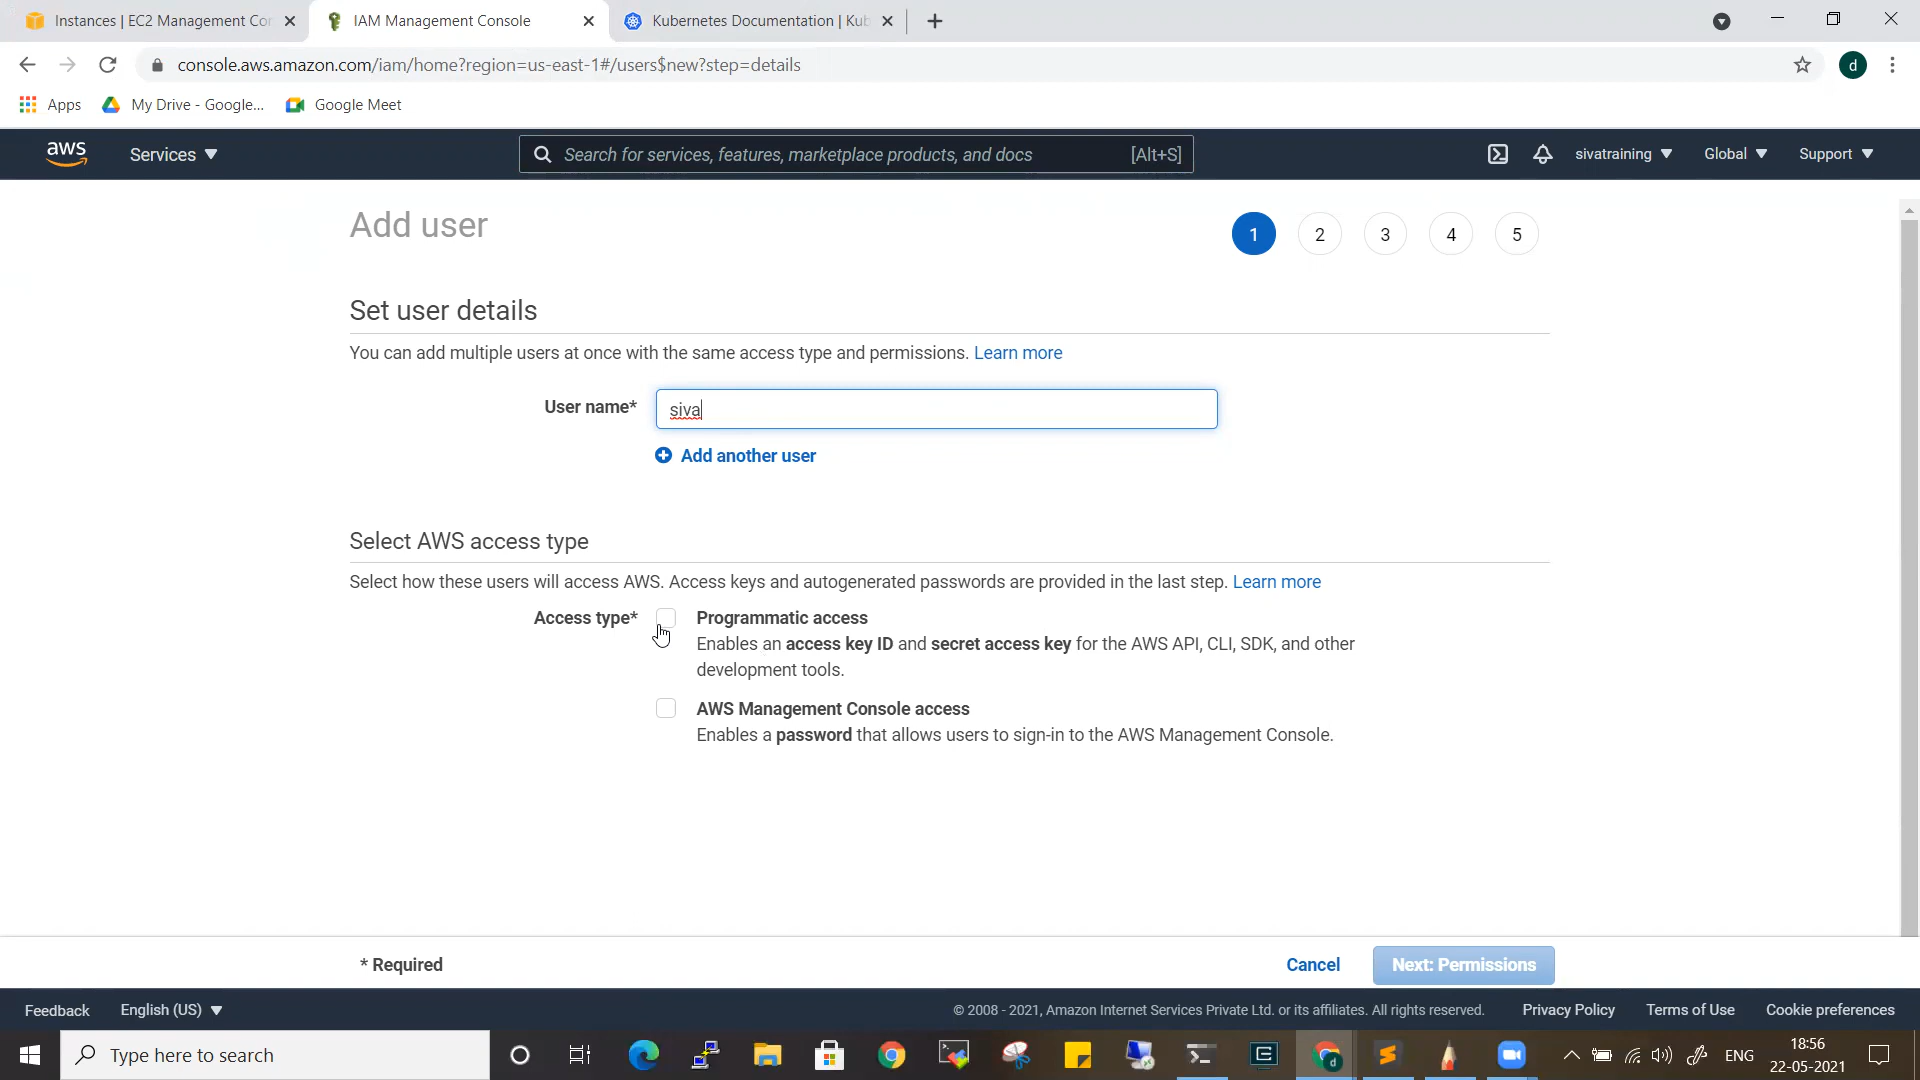 Instances | EC2 Management Co
IAM Management Console
Kubernetes Documentation | Kub
console.aws.amazon.com/iam/home?region=us-east-1#/users$new?step=details
d
Apps
My Drive - Google...
Google Meet
aws
Services
Search for services, features, marketplace products, and docs
[Alt+S]
sivatraining
Global
Support
Add user
1
2
3
4
5
Set user details
You can add multiple users at once with the same access type and permissions. Learn more
User name*
siva
Add another user
Select AWS access type
Select how these users will access AWS. Access keys and autogenerated passwords are provided in the last step. Learn more
Access type*
Programmatic access
Enables an access key ID and secret access key for the AWS API, CLI, SDK, and other
development tools.
AWS Management Console access
Enables a password that allows users to sign-in to the AWS Management Console.
* Required
Cancel
Next: Permissions
Feedback
English (US)
© 2008 - 2021, Amazon Internet Services Private Ltd. or its affiliates. All rights reserved.
Privacy Policy
Terms of Use
Cookie preferences
Type here to search
ENG
18:56
22-05-2021